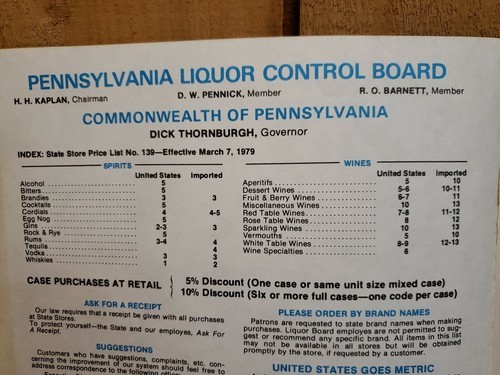 PENNSYLVANIA LIQUOR CONTROL BOARD
H. H. KAPLAN, Chairman D. W. PENNICK, Member R. O. BARNETT, Member
COMMONWEALTH OF PENNSYLVANIA
DICK THORNBURGH, Governor
INDEX: State Store Price List No. 139—Effective March 7, 1979
SPIRITS
United States Imported
Alcohol 5
Bitters 5
Brandies 3 3
Cocktails 5
Cordials 4 4-5
Egg Nog 5
Gins 2-3 3
Rock & Rye 5
Rums 3-4 4
Tequila 4
Vodka 3 3
Whiskies 1 2
WINES
United States Imported
Aperitifs 5 10
Dessert Wines 5-6 10-11
Fruit & Berry Wines 6-7 11
Miscellaneous Wines 10 13
Red Table Wines 7-8 11-12
Rose Table Wines 8 12
Sparkling Wines 10 13
Vermouths 5 10
White Table Wines 8-9 12-13
Wine Specialties 6
CASE PURCHASES AT RETAIL
5% Discount (One case or same unit size mixed case)
10% Discount (Six or more full cases—one code per case)
ASK FOR A RECEIPT
Our law requires that a receipt be given with all purchases
at State Stores.
To protect yourself—the State and our employes, Ask For
A Receipt.
SUGGESTIONS
Customers who have suggestions, complaints, etc. con-
cerning the improvement of our system should feel free to
address correspondence to the following
PLEASE ORDER BY BRAND NAMES
Patrons are requested to state brand names when making
purchases. Liquor Board employes are not permitted to sug-
gest or recommend any specific brand. All items in this list
may not be available in all stores but will be obtained
promptly by the store, if requested by a customer.
UNITED STATES GOES METRIC